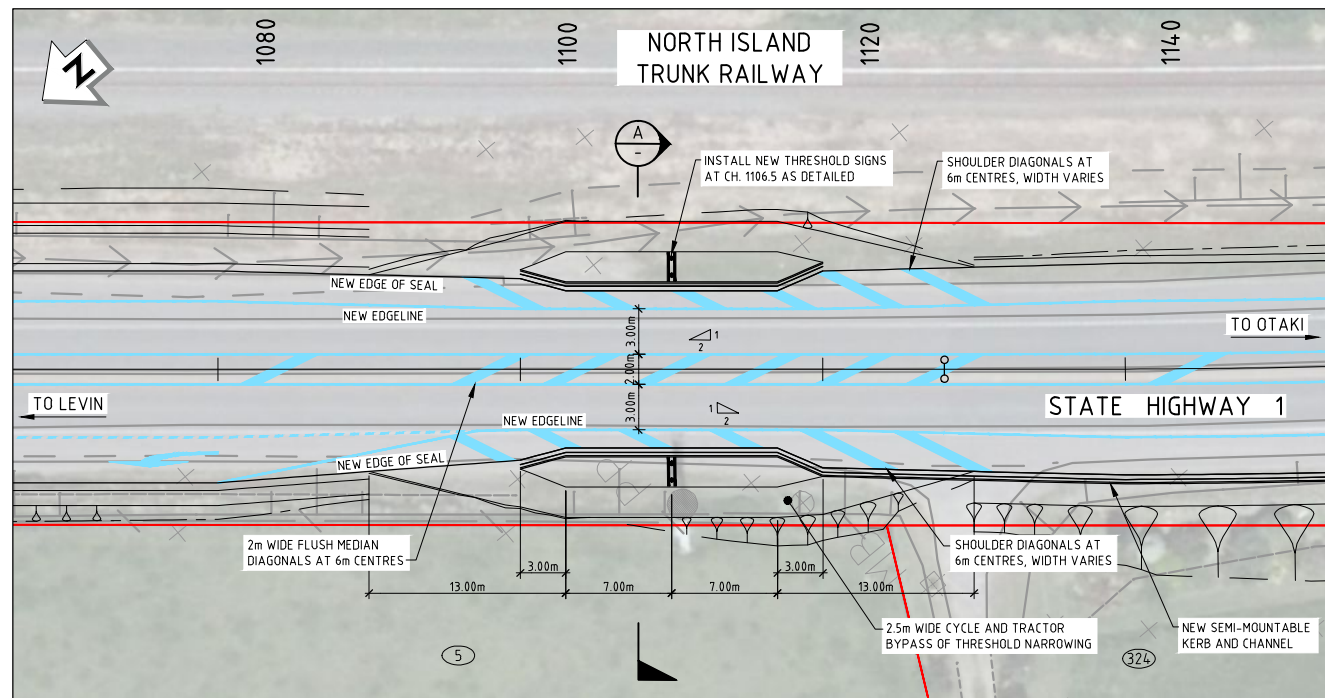 1080
1100
1120
1140
N
NORTH ISLAND
TRUNK RAILWAY
A
-
INSTALL NEW THRESHOLD SIGNS
AT CH. 1106.5 AS DETAILED
SHOULDER DIAGONALS AT
6m CENTRES, WIDTH VARIES
NEW EDGE OF SEAL
NEW EDGELINE
3.00m
1
2
TO OTAKI
2.00m
TO LEVIN
3.00m
1
2
STATE HIGHWAY 1
NEW EDGELINE
NEW EDGE OF SEAL
2m WIDE FLUSH MEDIAN
DIAGONALS AT 6m CENTRES
SHOULDER DIAGONALS AT
6m CENTRES, WIDTH VARIES
3.00m
3.00m
13.00m
7.00m
7.00m
13.00m
2.5m WIDE CYCLE AND TRACTOR
BYPASS OF THRESHOLD NARROWING
NEW SEMI-MOUNTABLE
KERB AND CHANNEL
5
324